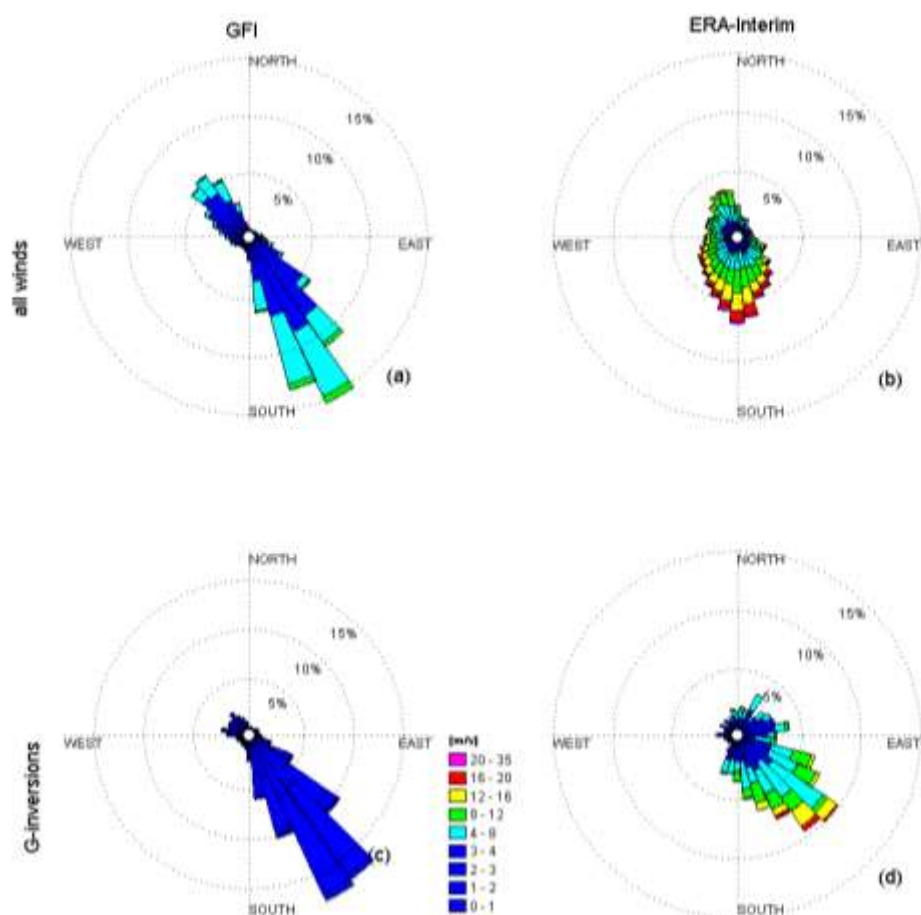 GFI
ERA-Interim
NORTH
NORTH
15%
15%
10%
10%
5%
5%
all winds
WEST
EAST
WEST
EAST
(a)
(b)
SOUTH
SOUTH
NORTH
NORTH
15%
15%
10%
10%
5%
5%
G-inversions
WEST
EAST
WEST
EAST
20 - 35
16 - 20
12 - 16
4 - 8
3 - 4
2 - 3
1 - 2
0 - 1
(c)
(d)
SOUTH
SOUTH